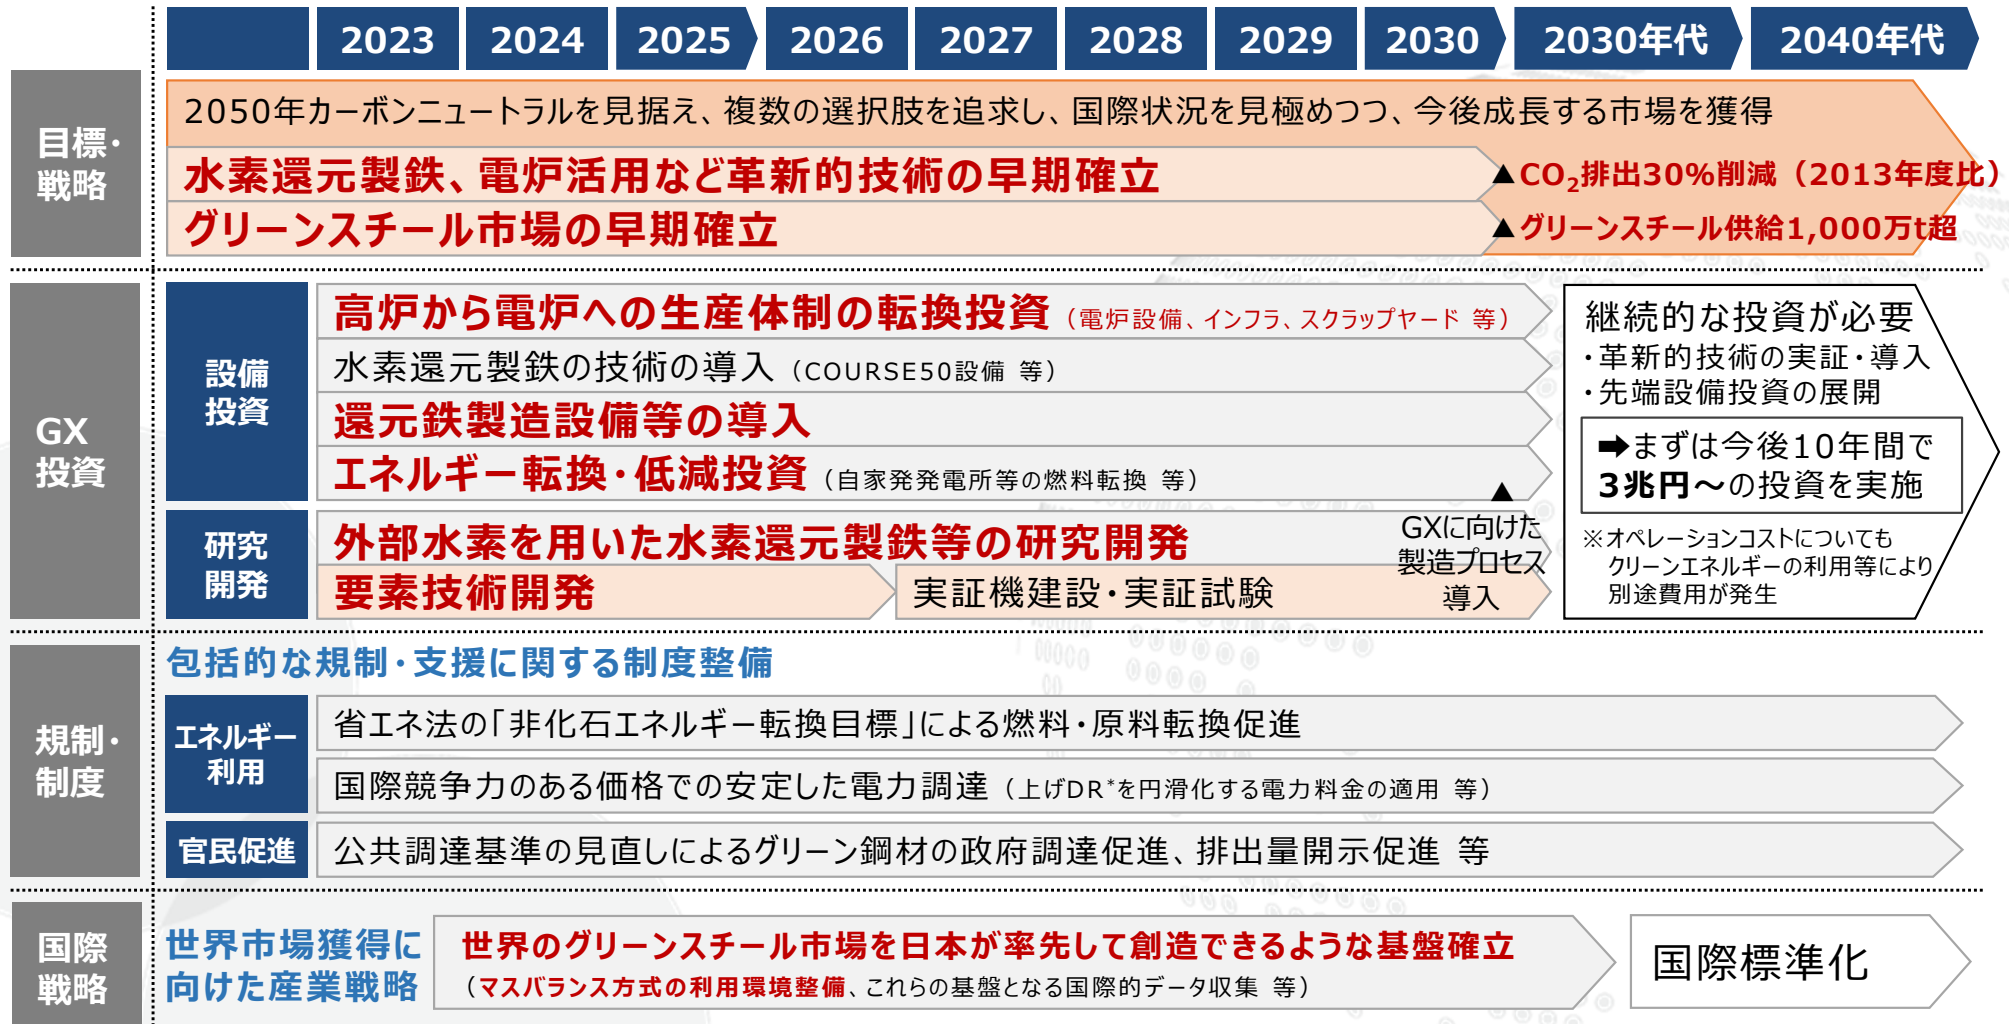 2023 2024 2025 2026 2027 2028 2029 2030 2030年代 2040年代
目標・
戦略
2050年カーボンニュートラルを見据え、複数の選択肢を追求し、国際状況を見極めつつ、今後成長する市場を獲得
水素還元製鉄、電炉活用など革新的技術の早期確立
▲CO₂排出30%削減（2013年度比）
グリーンスチール市場の早期確立
▲グリーンスチール供給1,000万t超
GX
投資
設備
投資
高炉から電炉への生産体制の転換投資（電炉設備、インフラ、スクラップヤード 等）
水素還元製鉄の技術の導入（COURSE50設備 等）
還元鉄製造設備等の導入
エネルギー転換・低減投資（自家発発電所等の燃料転換 等）
▲
GXに向けた
製造プロセス
導入
研究
開発
外部水素を用いた水素還元製鉄等の研究開発
要素技術開発
実証機建設・実証試験
継続的な投資が必要
・革新的技術の実証・導入
・先端設備投資の展開
➡まずは今後10年間で
3兆円～の投資を実施
※オペレーションコストについても
クリーンエネルギーの利用等により
別途費用が発生
規制・
制度
包括的な規制・支援に関する制度整備
エネルギー
利用
省エネ法の「非化石エネルギー転換目標」による燃料・原料転換促進
国際競争力のある価格での安定した電力調達（上げDR*を円滑化する電力料金の適用 等）
官民促進
公共調達基準の見直しによるグリーン鋼材の政府調達促進、排出量開示促進 等
国際
戦略
世界市場獲得に
向けた産業戦略
世界のグリーンスチール市場を日本が率先して創造できるような基盤確立
（マスバランス方式の利用環境整備、これらの基盤となる国際的データ収集 等）
国際標準化